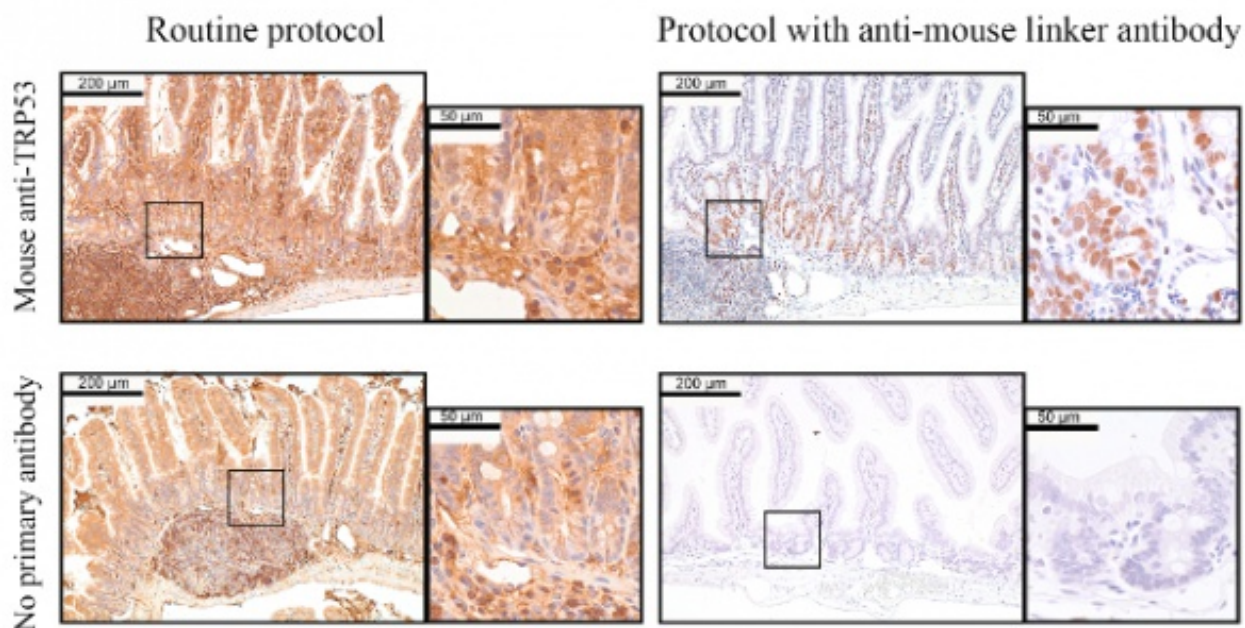 Routine protocol
Protocol with anti-mouse linker antibody
Mouse anti-TRP53
200 µm
50 µm
200 µm
50 µm
No primary antibody
200 µm
50 µm
200 µm
50 µm